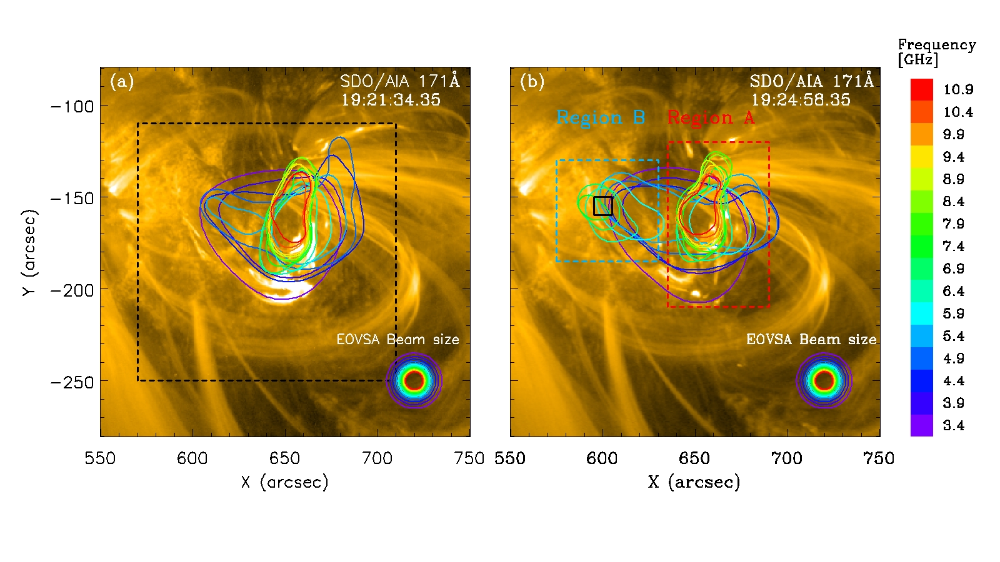 Frequency
[GHz]
(a)
SDO/AIA 171Å
19:21:34.35
(b)
SDO/AIA 171Å
19:24:58.35
Region B
Region A
EOVSA Beam size
EOVSA Beam size
−100
−150
−200
−250
Y (arcsec)
550
600
650
700
750
X (arcsec)
550
600
650
700
750
X (arcsec)
10.9
10.4
9.9
9.4
8.9
8.4
7.9
7.4
6.9
6.4
5.9
5.4
4.9
4.4
3.9
3.4